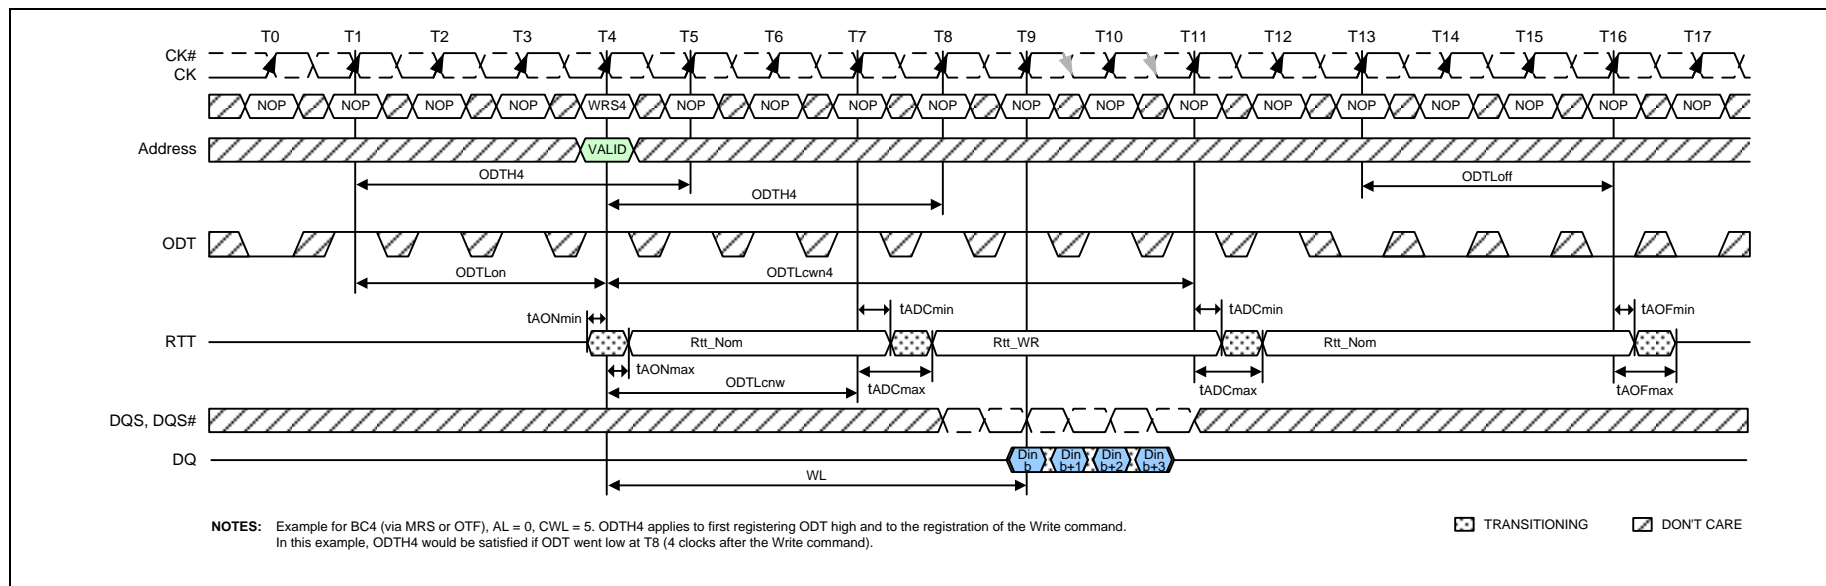 T0 T1 T2 T3 T4 T5 T6 T7 T8 T9 T10 T11 T12 T13 T14 T15 T16 T17
CK#
CK
NOP NOP NOP NOP WRS4 NOP NOP NOP NOP NOP NOP NOP NOP NOP NOP NOP NOP NOP
Address VALID
ODTH4 ODTLoff
ODTH4
ODT
ODTLon ODTLcwn4
tAONmin tADCmin tADCmin tAOFmin
RTT Rtt_Nom Rtt_WR Rtt_Nom
tAONmax ODTLcnw tADCmax tADCmax tAOFmax
DQS, DQS#
DQ Din b Din b+1 Din b+2 Din b+3
WL
NOTES: Example for BC4 (via MRS or OTF), AL = 0, CWL = 5. ODTH4 applies to first registering ODT high and to the registration of the Write command.
In this example, ODTH4 would be satisfied if ODT went low at T8 (4 clocks after the Write command).
TRANSITIONING DON'T CARE